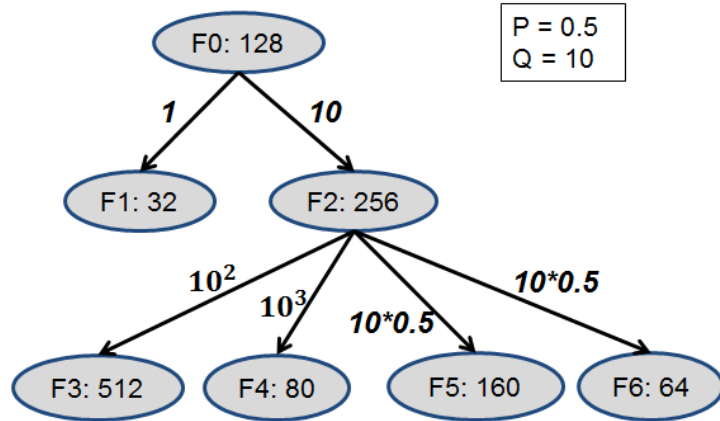 F0: 128
P = 0.5
Q = 10
1
10
F1: 32
F2: 256
10²
10³
10*0.5
10*0.5
F3: 512
F4: 80
F5: 160
F6: 64